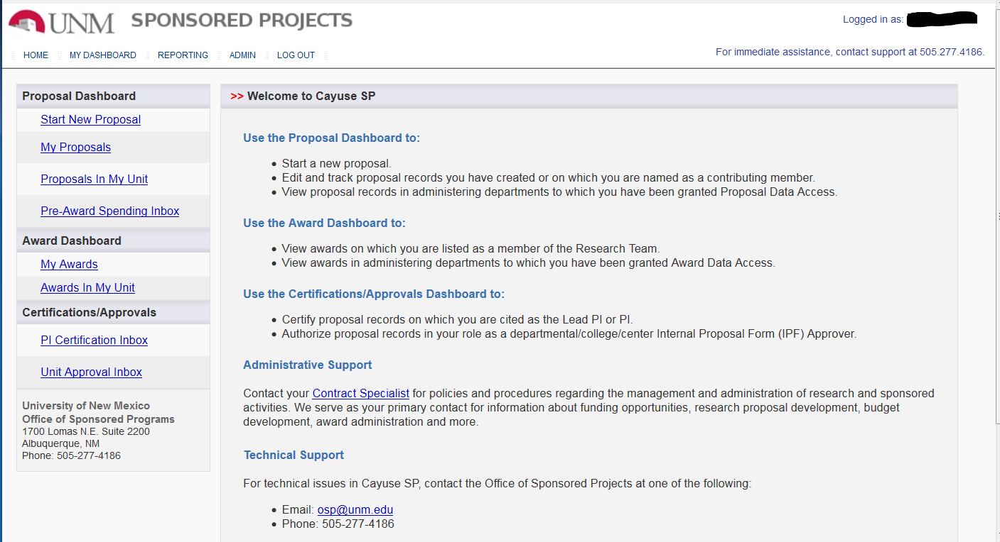 UNM SPONSORED PROJECTS
Logged in as:
HOME MY DASHBOARD REPORTING ADMIN LOG OUT
For immediate assistance, contact support at 505.277.4186.
Proposal Dashboard
Start New Proposal
My Proposals
Proposals In My Unit
Pre-Award Spending Inbox
Award Dashboard
My Awards
Awards In My Unit
Certifications/Approvals
PI Certification Inbox
Unit Approval Inbox
University of New Mexico
Office of Sponsored Programs
1700 Lomas N.E. Suite 2200
Albuquerque, NM
Phone: 505-277-4186
>> Welcome to Cayuse SP
Use the Proposal Dashboard to:
• Start a new proposal.
• Edit and track proposal records you have created or on which you are named as a contributing member.
• View proposal records in administering departments to which you have been granted Proposal Data Access.
Use the Award Dashboard to:
• View awards on which you are listed as a member of the Research Team.
• View awards in administering departments to which you have been granted Award Data Access.
Use the Certifications/Approvals Dashboard to:
• Certify proposal records on which you are cited as the Lead PI or PI.
• Authorize proposal records in your role as a departmental/college/center Internal Proposal Form (IPF) Approver.
Administrative Support
Contact your Contract Specialist for policies and procedures regarding the management and administration of research and sponsored
activities. We serve as your primary contact for information about funding opportunities, research proposal development, budget
development, award administration and more.
Technical Support
For technical issues in Cayuse SP, contact the Office of Sponsored Projects at one of the following:
• Email: osp@unm.edu
• Phone: 505-277-4186